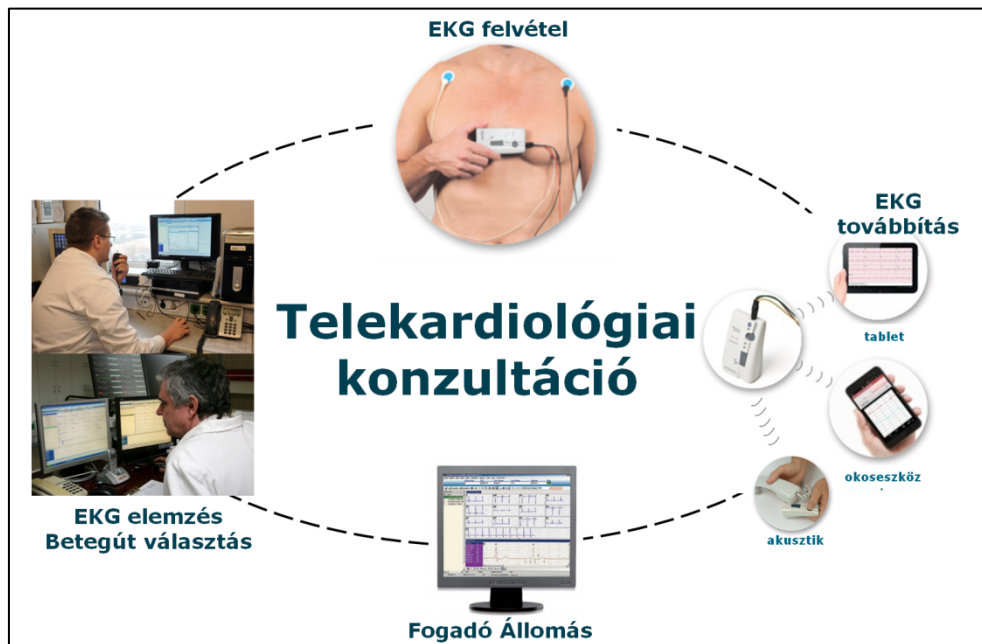 EKG felvétel
EKG
továbbítás
tablet
Telekardiológiai
konzultáció
okoseszköz
akusztik
EKG elemzés
Betegút választás
Fogadó Állomás